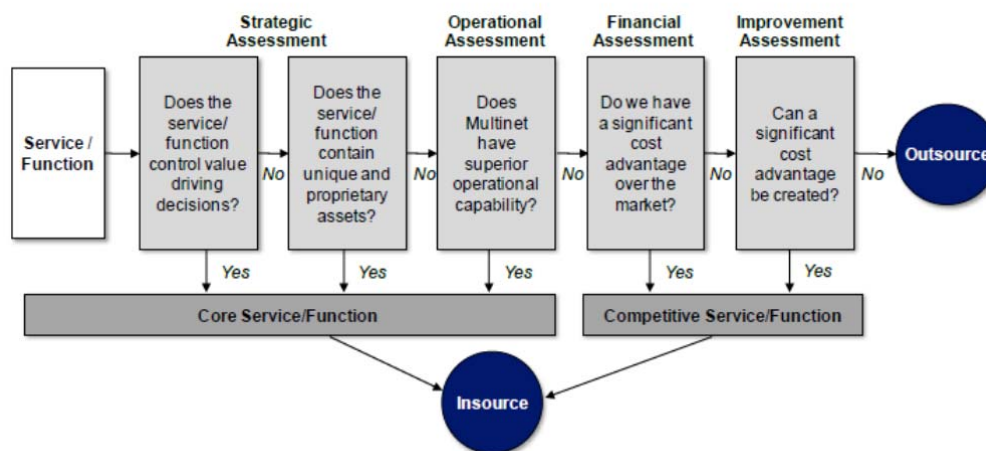 Strategic
Assessment
Operational
Assessment
Financial
Assessment
Improvement
Assessment
Service /
Function
Does the
service/
function
control value
driving
decisions?
No
Does the
service/
function
contain
unique and
proprietary
assets?
No
Does
Multinet
have
superior
operational
capability?
No
Do we have
a significant
cost
advantage
over the
market?
No
Can a
significant
cost
advantage
be created?
No
Outsource
Yes
Yes
Yes
Yes
Yes
Core Service/Function
Competitive Service/Function
Insource